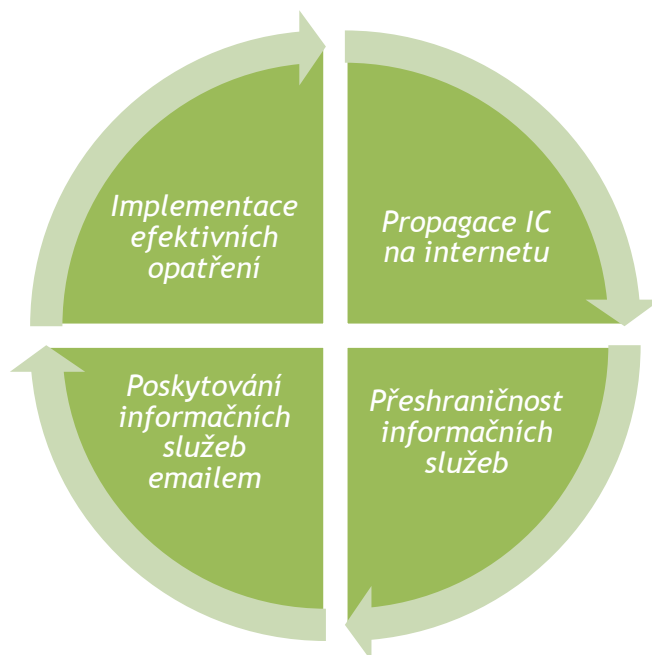 Implementace
efektivních
opatření
Propagace IC
na internetu
Poskytování
informačních
služeb
emailem
Přeshraničnost
informačních
služeb